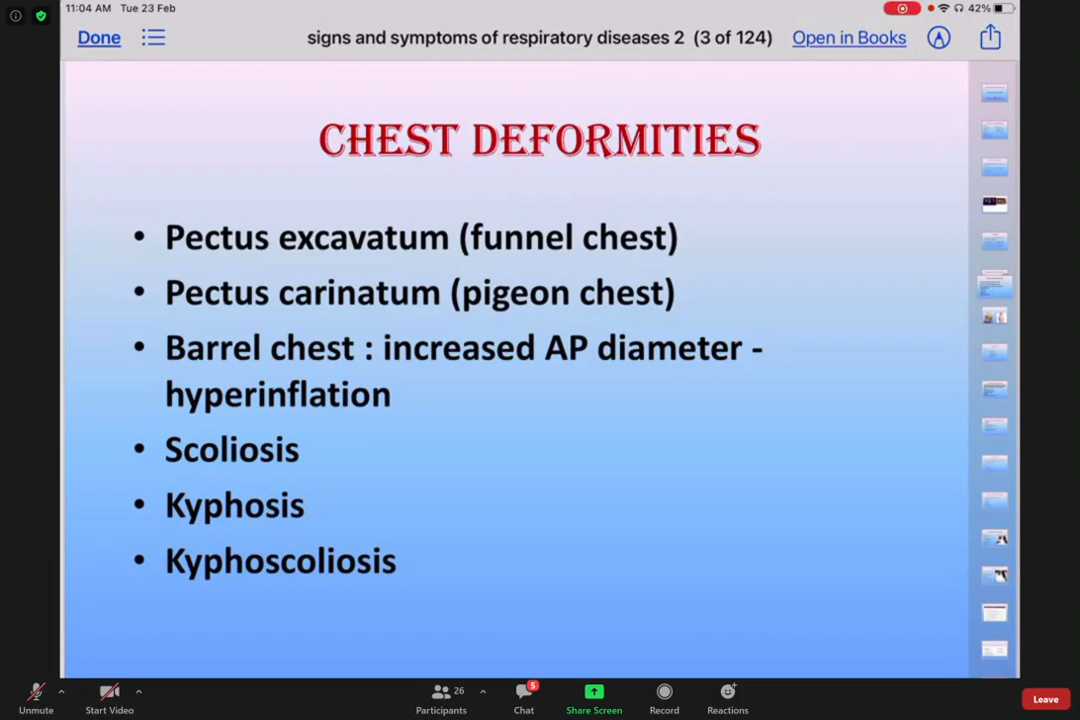 11:04 AM Tue 23 Feb
42%
Done
signs and symptoms of respiratory diseases 2 (3 of 124)
Open in Books
CHEST DEFORMITIES
• Pectus excavatum (funnel chest)
• Pectus carinatum (pigeon chest)
• Barrel chest : increased AP diameter -
hyperinflation
• Scoliosis
• Kyphosis
• Kyphoscoliosis
26
5
Unmute
Start Video
Participants
Chat
Share Screen
Record
Reactions
Leave